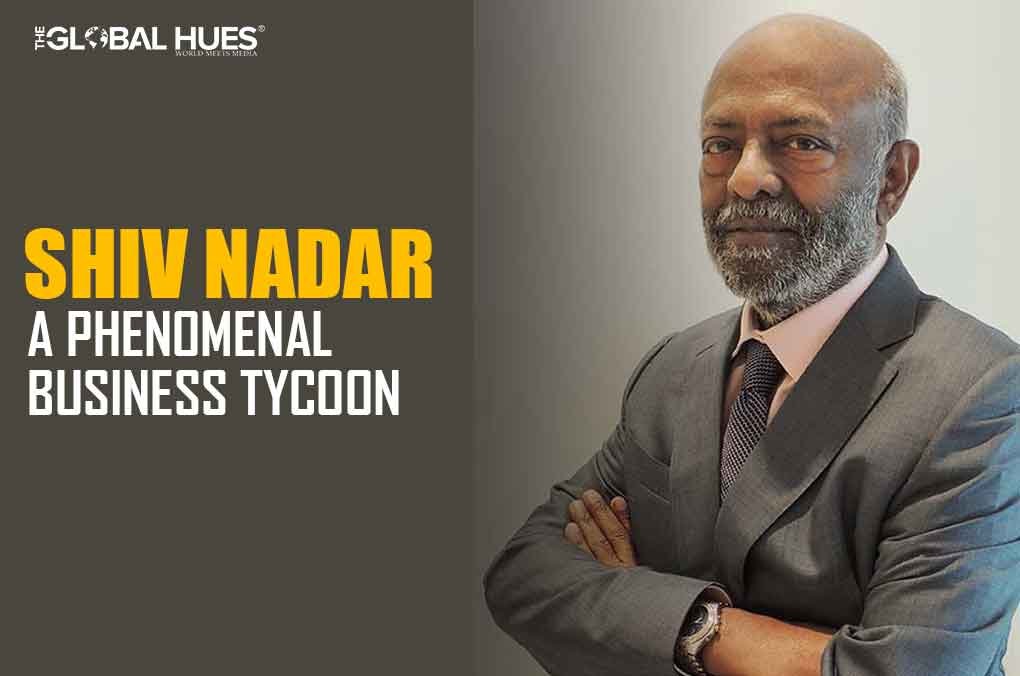 THE GLOBAL HUES®
WORLD MEETS MEDIA
SHIV NADAR
A PHENOMENAL
BUSINESS TYCOON